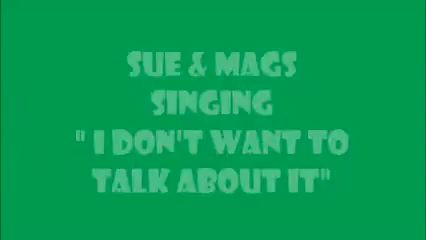 SUE & MAGS
SINGING
" I DON'T WANT TO
TALK ABOUT IT"